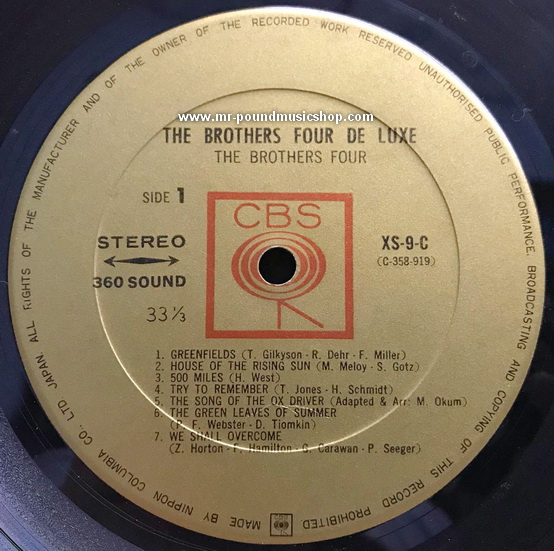 ALL RIGHTS OF THE MANUFACTURER AND OF THE OWNER OF THE RECORDED WORK RESERVED UNAUTHORISED PUBLIC PERFORMANCE. BROADCASTING AND COPYING OF THIS RECORD PROHIBITED
MADE BY NIPPON COLUMBIA CO., LTD JAPAN
www.mr-poundmusicshop.com
THE BROTHERS FOUR DE LUXE
THE BROTHERS FOUR
SIDE 1
CBS
STEREO
XS-9-C
(C-358-919)
360 SOUND
33⅓
1. GREENFIELDS (T. Gilkyson - R. Dehr - F. Miller)
2. HOUSE OF THE RISING SUN (M. Meloy - S. Gotz)
3. 500 MILES (H. West)
4. TRY TO REMEMBER (T. Jones - H. Schmidt)
5. THE SONG OF THE OX DRIVER (Adapted & Arr: M. Okum)
6. THE GREEN LEAVES OF SUMMER
(P. F. Webster - D. Tiomkin)
7. WE SHALL OVERCOME
(Z. Horton - F. Hamilton - G. Carawan - P. Seeger)